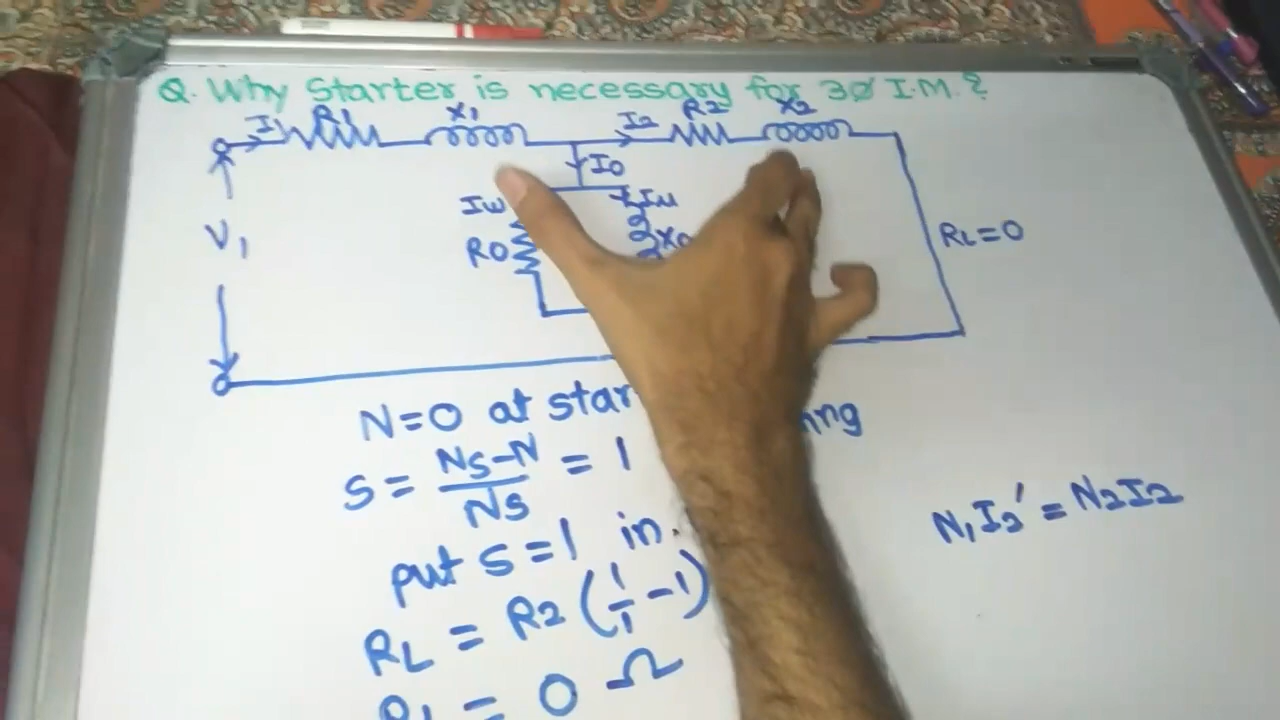 Q. Why Starter is necessary for 3Ø I.M.?
I1 R1 X1 I2 R2 X2
I0
Iw Iu
V1 R0 X0 RL=0
N=0 at star
S = Ns-N / Ns = 1
N1I2' = N2I2
put S=1 in.
RL = R2 (1/1 - 1)
RL = 0 Ω